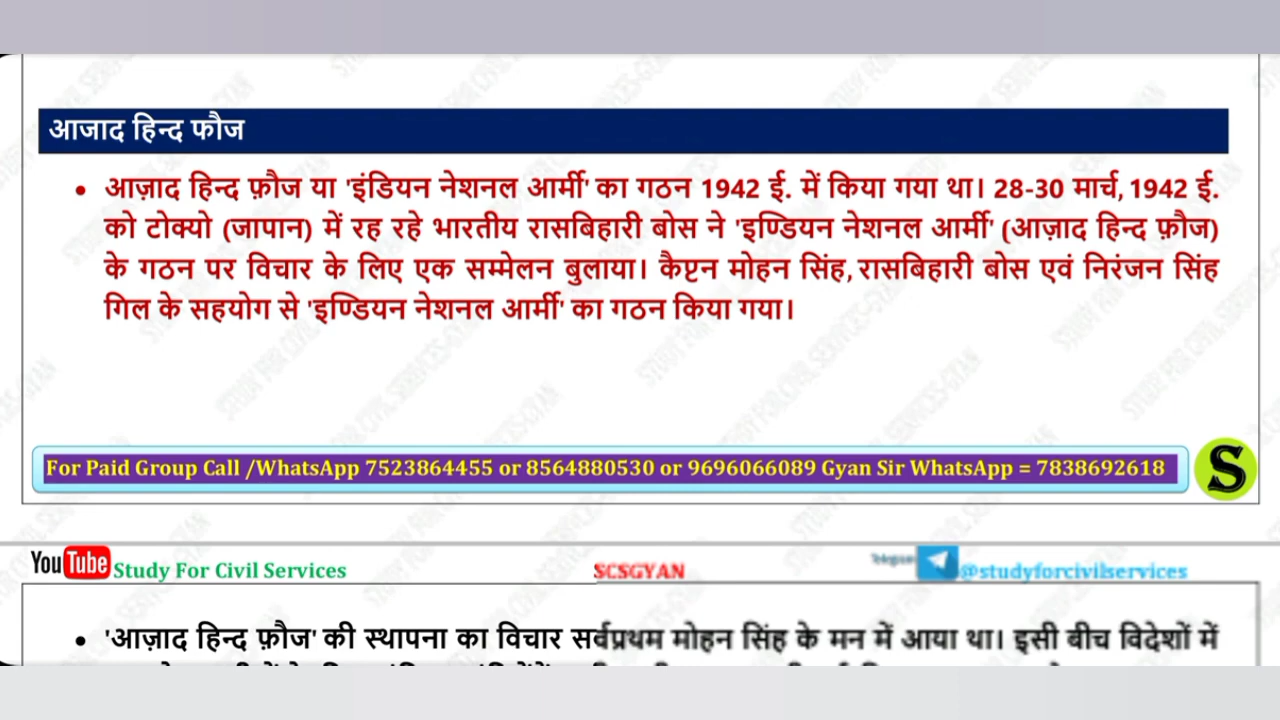 आजाद हिन्द फौज
• आज़ाद हिन्द फ़ौज या 'इंडियन नेशनल आर्मी' का गठन 1942 ई. में किया गया था। 28-30 मार्च, 1942 ई.
को टोक्यो (जापान) में रह रहे भारतीय रासबिहारी बोस ने 'इण्डियन नेशनल आर्मी' (आज़ाद हिन्द फ़ौज)
के गठन पर विचार के लिए एक सम्मेलन बुलाया। कैप्टन मोहन सिंह, रासबिहारी बोस एवं निरंजन सिंह
गिल के सहयोग से 'इण्डियन नेशनल आर्मी' का गठन किया गया।
For Paid Group Call /WhatsApp 7523864455 or 8564880530 or 9696066089 Gyan Sir WhatsApp = 7838692618
S
YouTube Study For Civil Services SCSGYAN Telegram @studyforcivilservices
• 'आज़ाद हिन्द फ़ौज' की स्थापना का विचार सर्वप्रथम मोहन सिंह के मन में आया था। इसी बीच विदेशों में